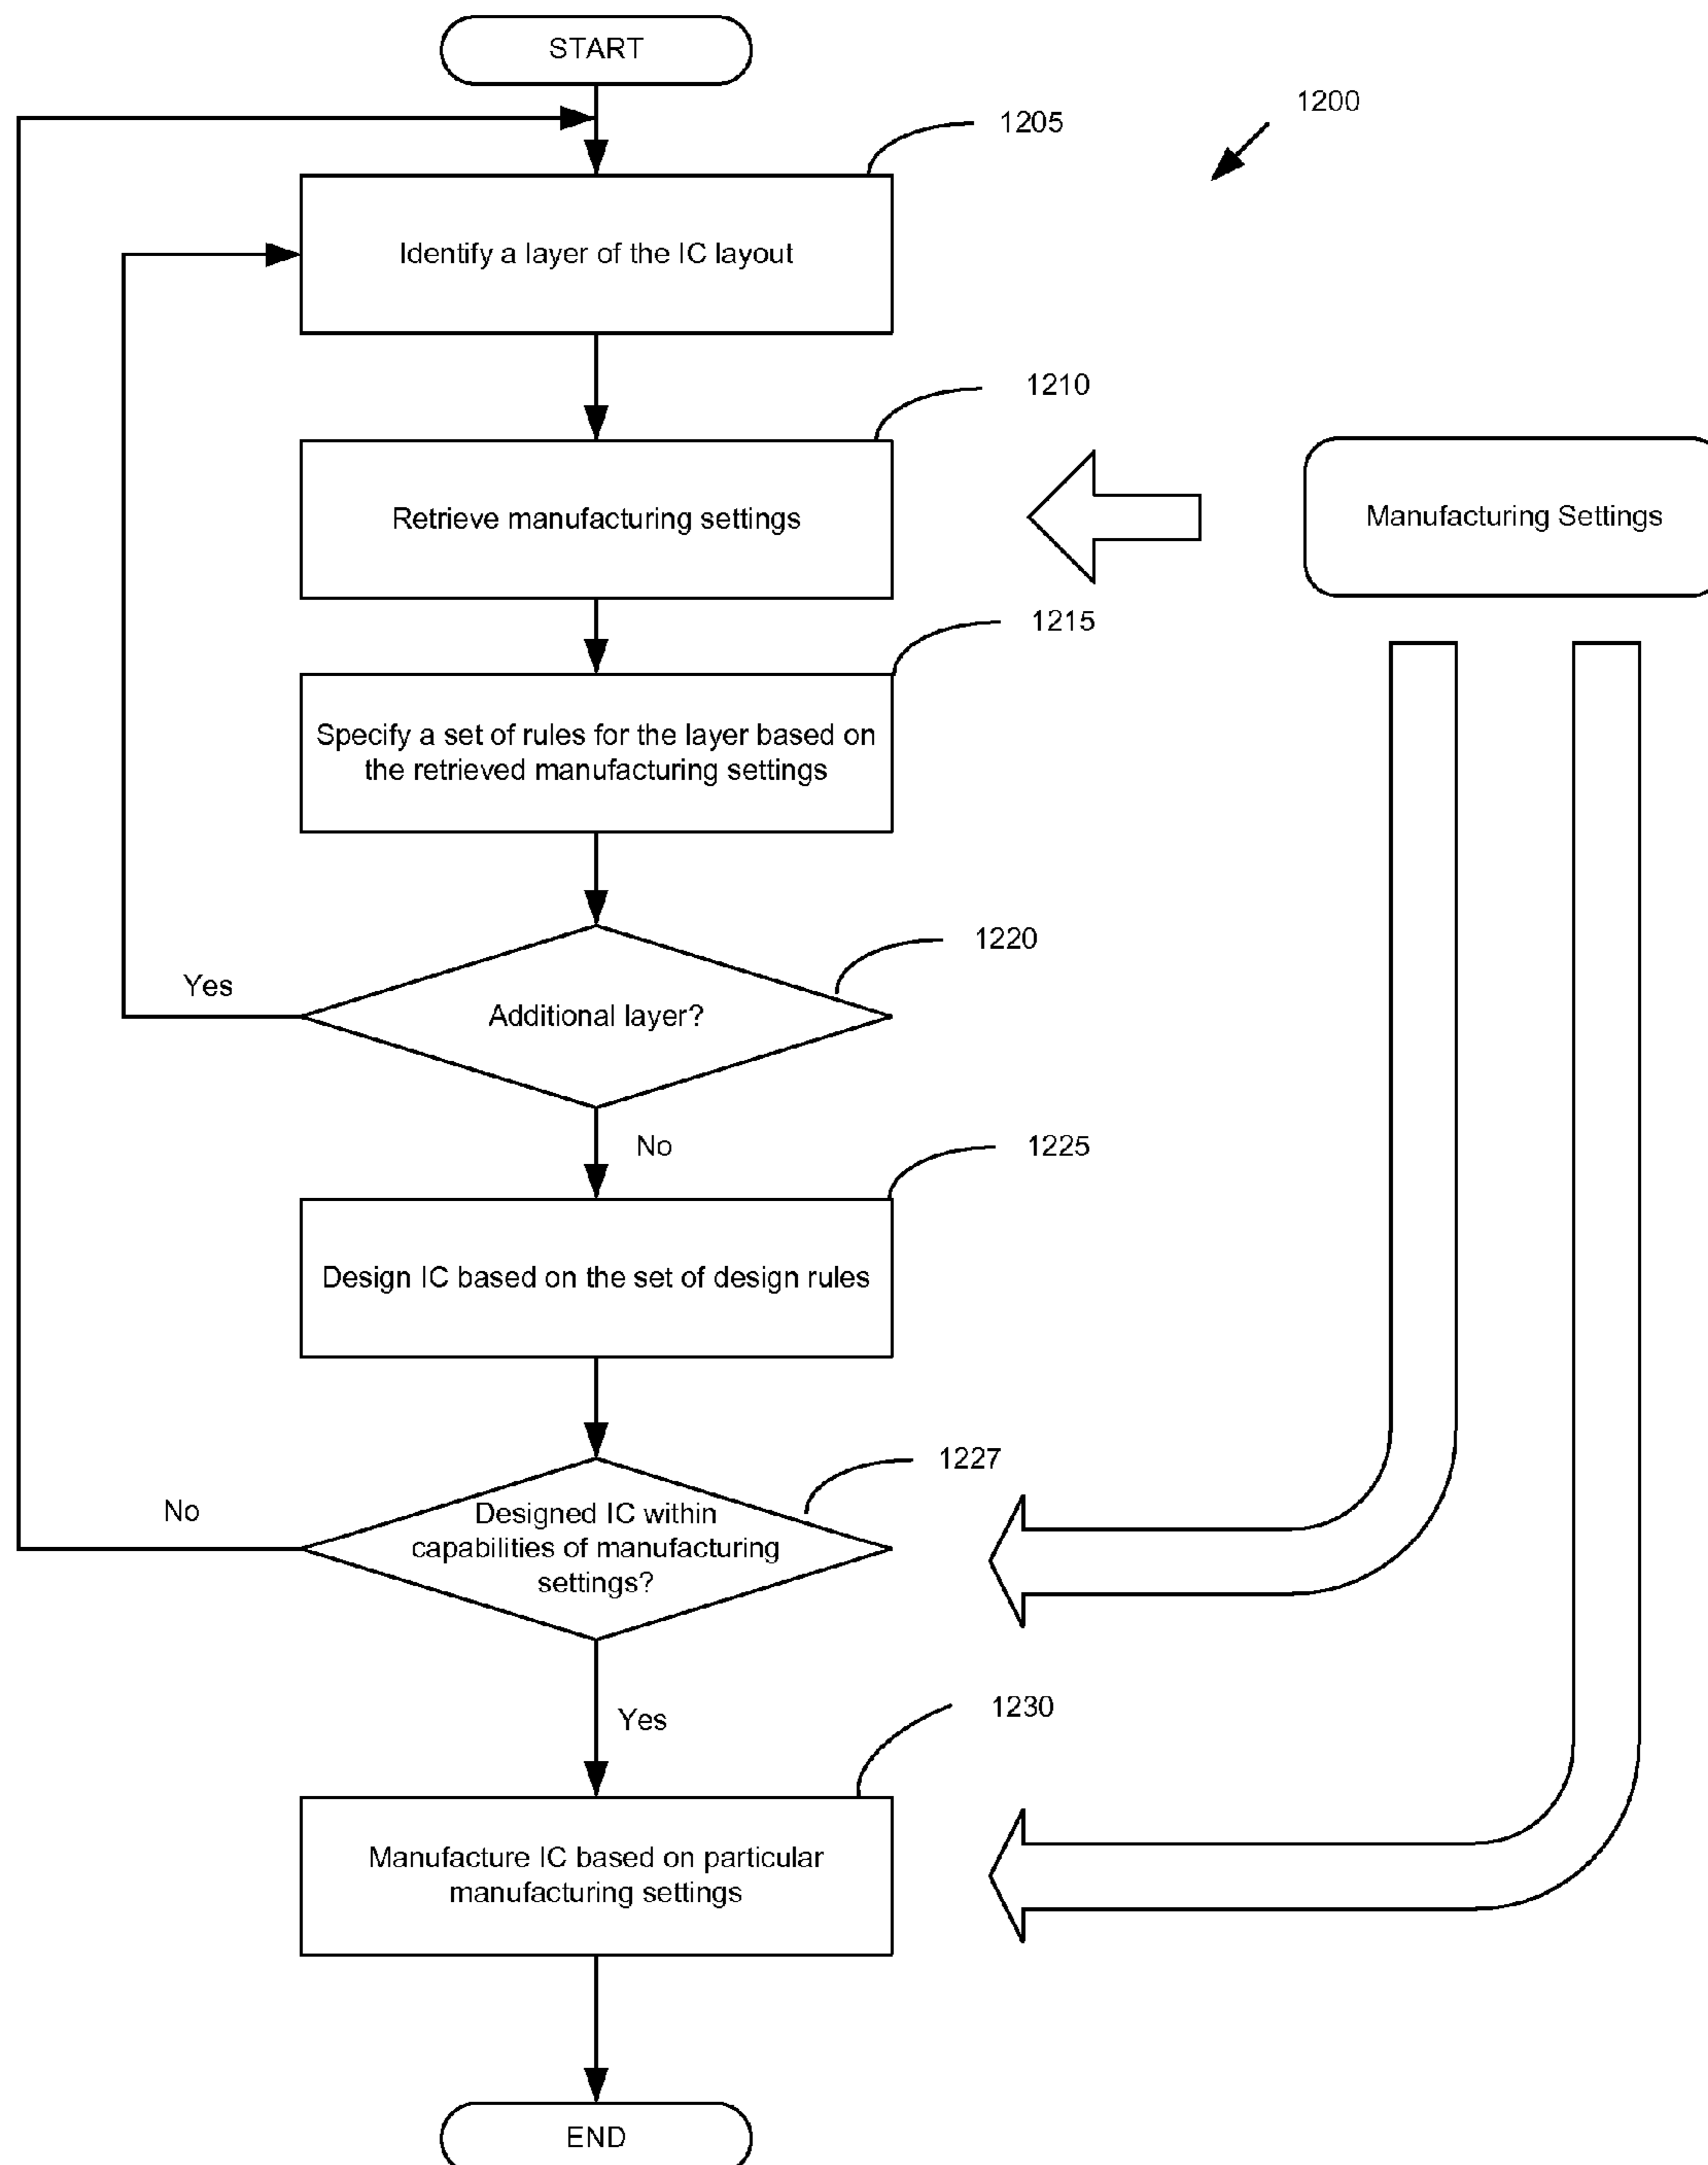 START
1200
1205
Identify a layer of the IC layout
1210
Retrieve manufacturing settings
Manufacturing Settings
1215
Specify a set of rules for the layer based on
the retrieved manufacturing settings
1220
Yes
Additional layer?
No
1225
Design IC based on the set of design rules
1227
No
Designed IC within
capabilities of manufacturing
settings?
Yes
1230
Manufacture IC based on particular
manufacturing settings
END